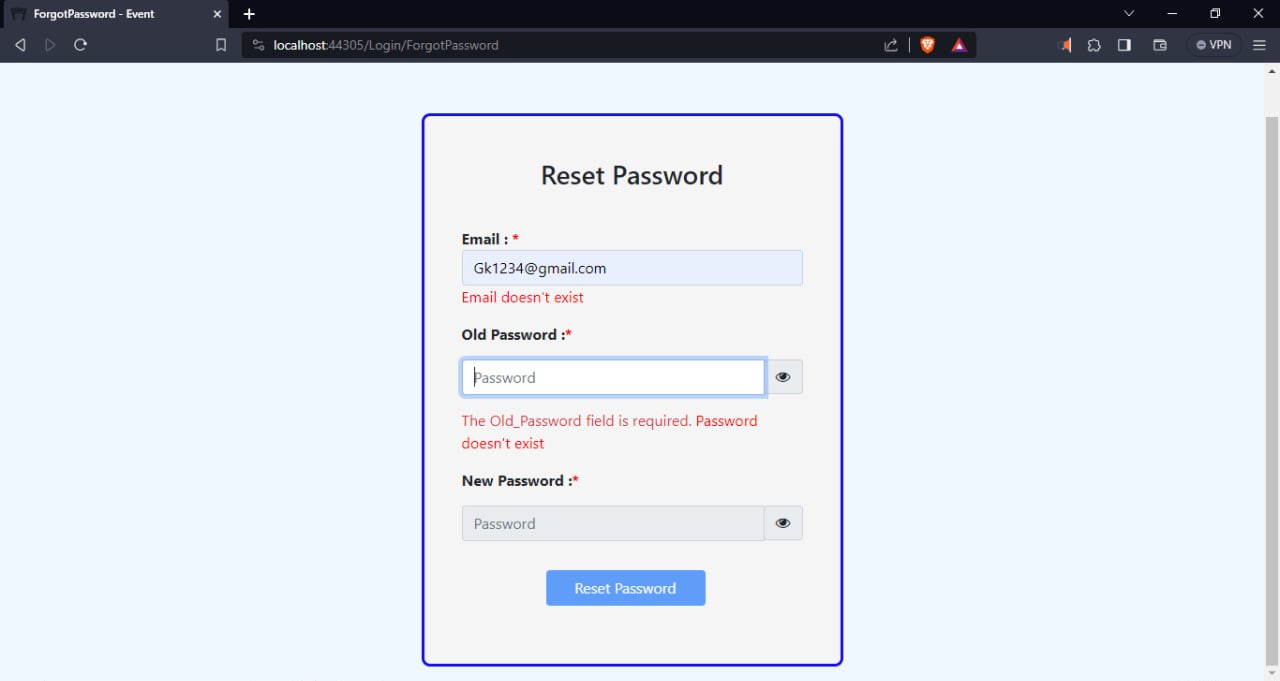 ForgotPassword - Event
localhost:44305/Login/ForgotPassword
VPN
Reset Password
Email : *
Gk1234@gmail.com
Email doesn't exist
Old Password :*
Password
The Old_Password field is required. Password
doesn't exist
New Password :*
Password
Reset Password